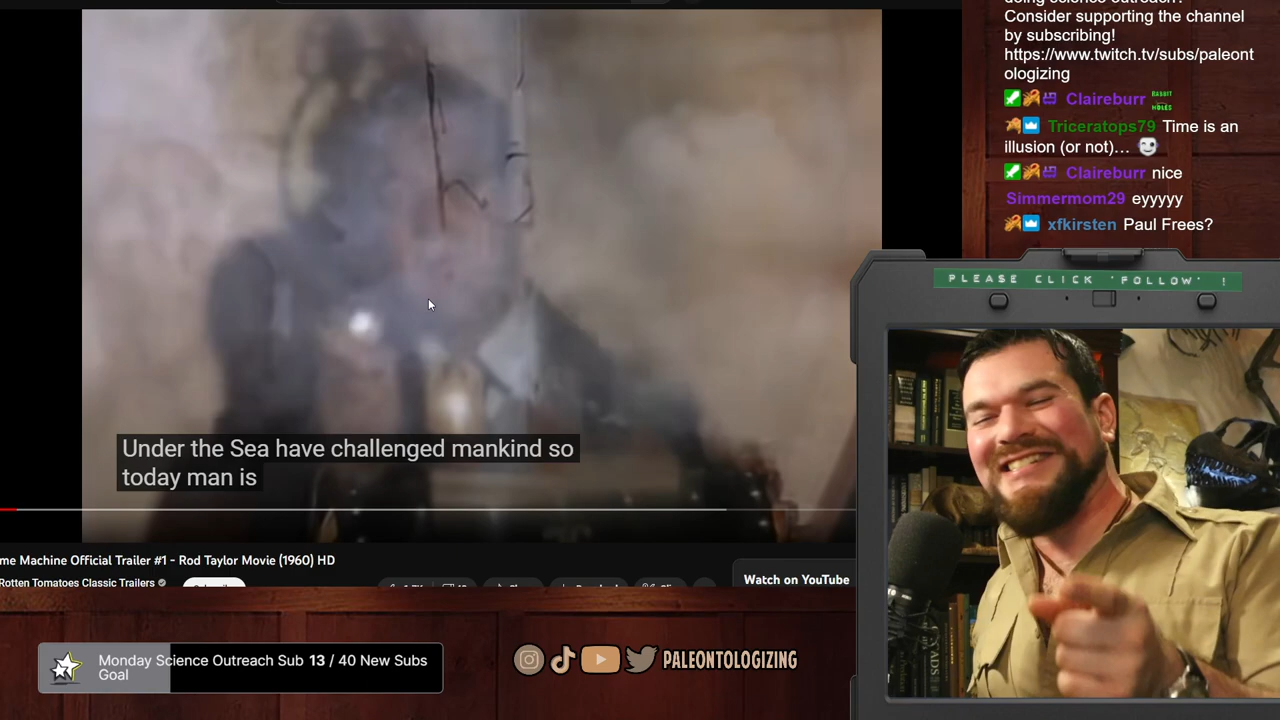 Consider supporting the channel
by subscribing!
https://www.twitch.tv/subs/paleont
ologizing
Claireburr RABBIT HOLES
Triceratops79 Time is an
illusion (or not)…
Claireburr nice
Simmermom29 eyyyyy
xfkirsten Paul Frees?
PLEASE CLICK 'FOLLOW' !
Under the Sea have challenged mankind so
today man is
me Machine Official Trailer #1 - Rod Taylor Movie (1960) HD
Rotten Tomatoes Classic Trailers
Watch on YouTube
Monday Science Outreach Sub 13 / 40 New Subs
Goal
PALEONTOLOGIZING